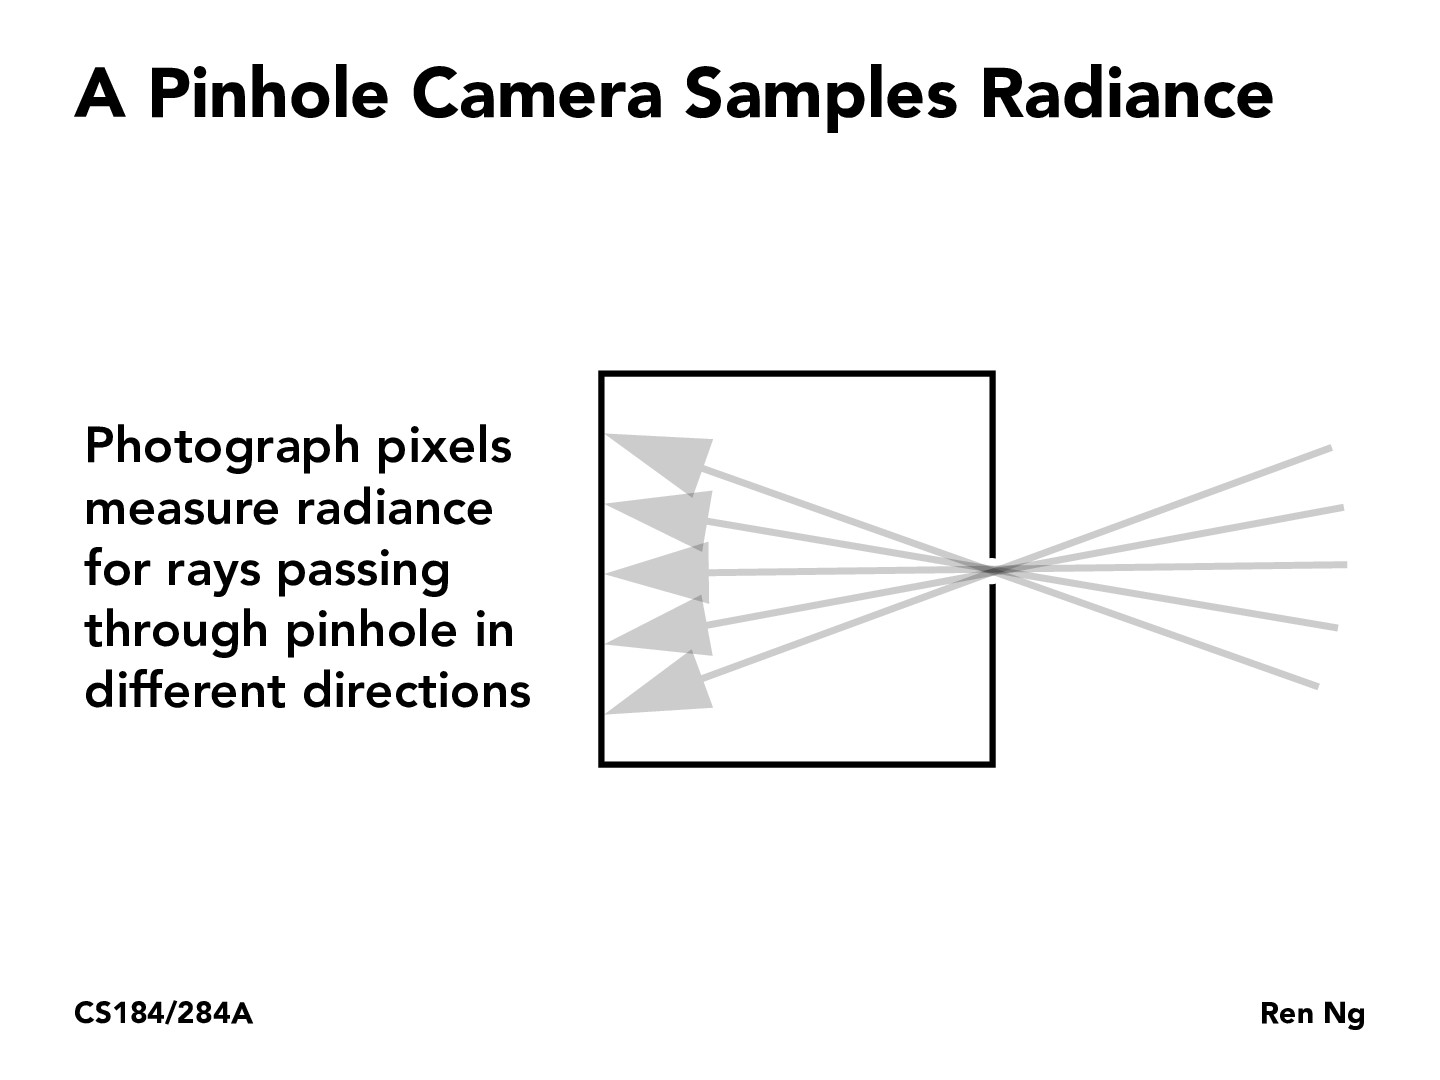 A Pinhole Camera Samples Radiance
Photograph pixels
measure radiance
for rays passing
through pinhole in
different directions
CS184/284A
Ren Ng